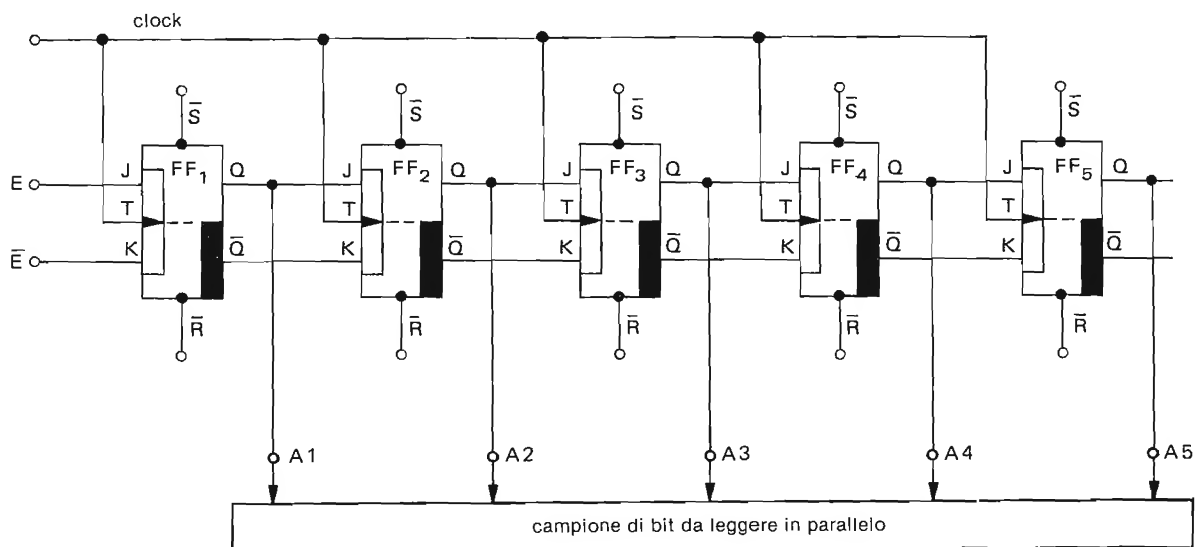 clock
S̅ S̅ S̅ S̅ S̅
J FF₁ Q J FF₂ Q J FF₃ Q J FF₄ Q J FF₅ Q
E
T T T T T
E̅ K Q̅ K Q̅ K Q̅ K Q̅ K Q̅
R̅ R̅ R̅ R̅ R̅
A1 A2 A3 A4 A5
campione di bit da leggere in parallelo